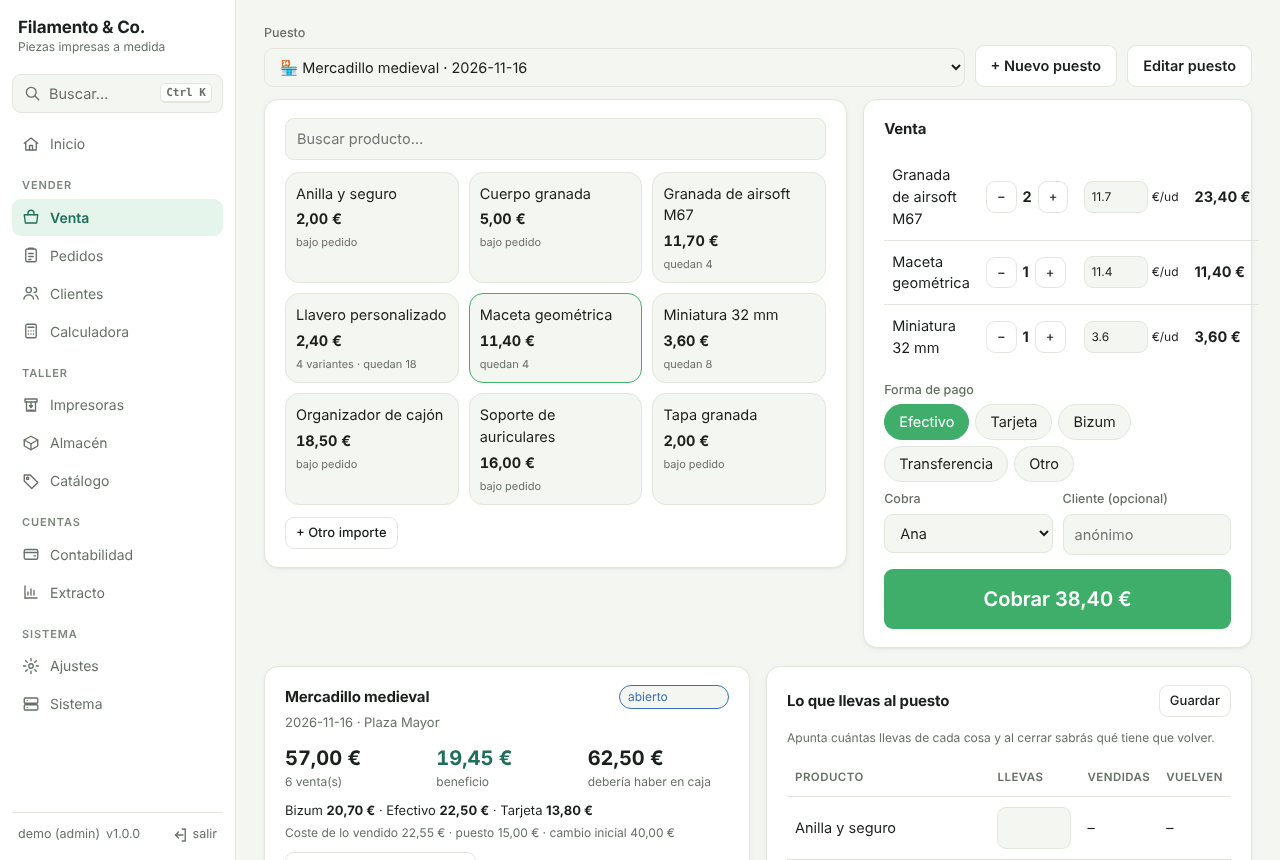 Filamento & Co.
Piezas impresas a medida
Buscar...
Ctrl K
Inicio
VENDER
Venta
Pedidos
Clientes
Calculadora
TALLER
Impresoras
Almacén
Catálogo
CUENTAS
Contabilidad
Extracto
SISTEMA
Ajustes
Sistema
demo (admin) v1.0.0
salir
Puesto
Mercadillo medieval · 2026-11-16
+ Nuevo puesto
Editar puesto
Buscar producto...
Anilla y seguro
2,00 €
bajo pedido
Cuerpo granada
5,00 €
bajo pedido
Granada de airsoft
M67
11,70 €
quedan 4
Llavero personalizado
2,40 €
4 variantes · quedan 18
Maceta geométrica
11,40 €
quedan 4
Miniatura 32 mm
3,60 €
quedan 8
Organizador de cajón
18,50 €
bajo pedido
Soporte de
auriculares
16,00 €
bajo pedido
Tapa granada
2,00 €
bajo pedido
+ Otro importe
Venta
Granada
de airsoft
M67
− 2 + 11.7 €/ud 23,40 €
Maceta
geométrica
− 1 + 11.4 €/ud 11,40 €
Miniatura
32 mm
− 1 + 3.6 €/ud 3,60 €
Forma de pago
Efectivo
Tarjeta
Bizum
Transferencia
Otro
Cobra
Ana
Cliente (opcional)
anónimo
Cobrar 38,40 €
Mercadillo medieval
abierto
2026-11-16 · Plaza Mayor
57,00 €
6 venta(s)
19,45 €
beneficio
62,50 €
debería haber en caja
Bizum 20,70 € · Efectivo 22,50 € · Tarjeta 13,80 €
Coste de lo vendido 22,55 € · puesto 15,00 € · cambio inicial 40,00 €
Lo que llevas al puesto
Guardar
Apunta cuántas llevas de cada cosa y al cerrar sabrás qué tiene que volver.
PRODUCTO LLEVAS VENDIDAS VUELVEN
Anilla y seguro – –